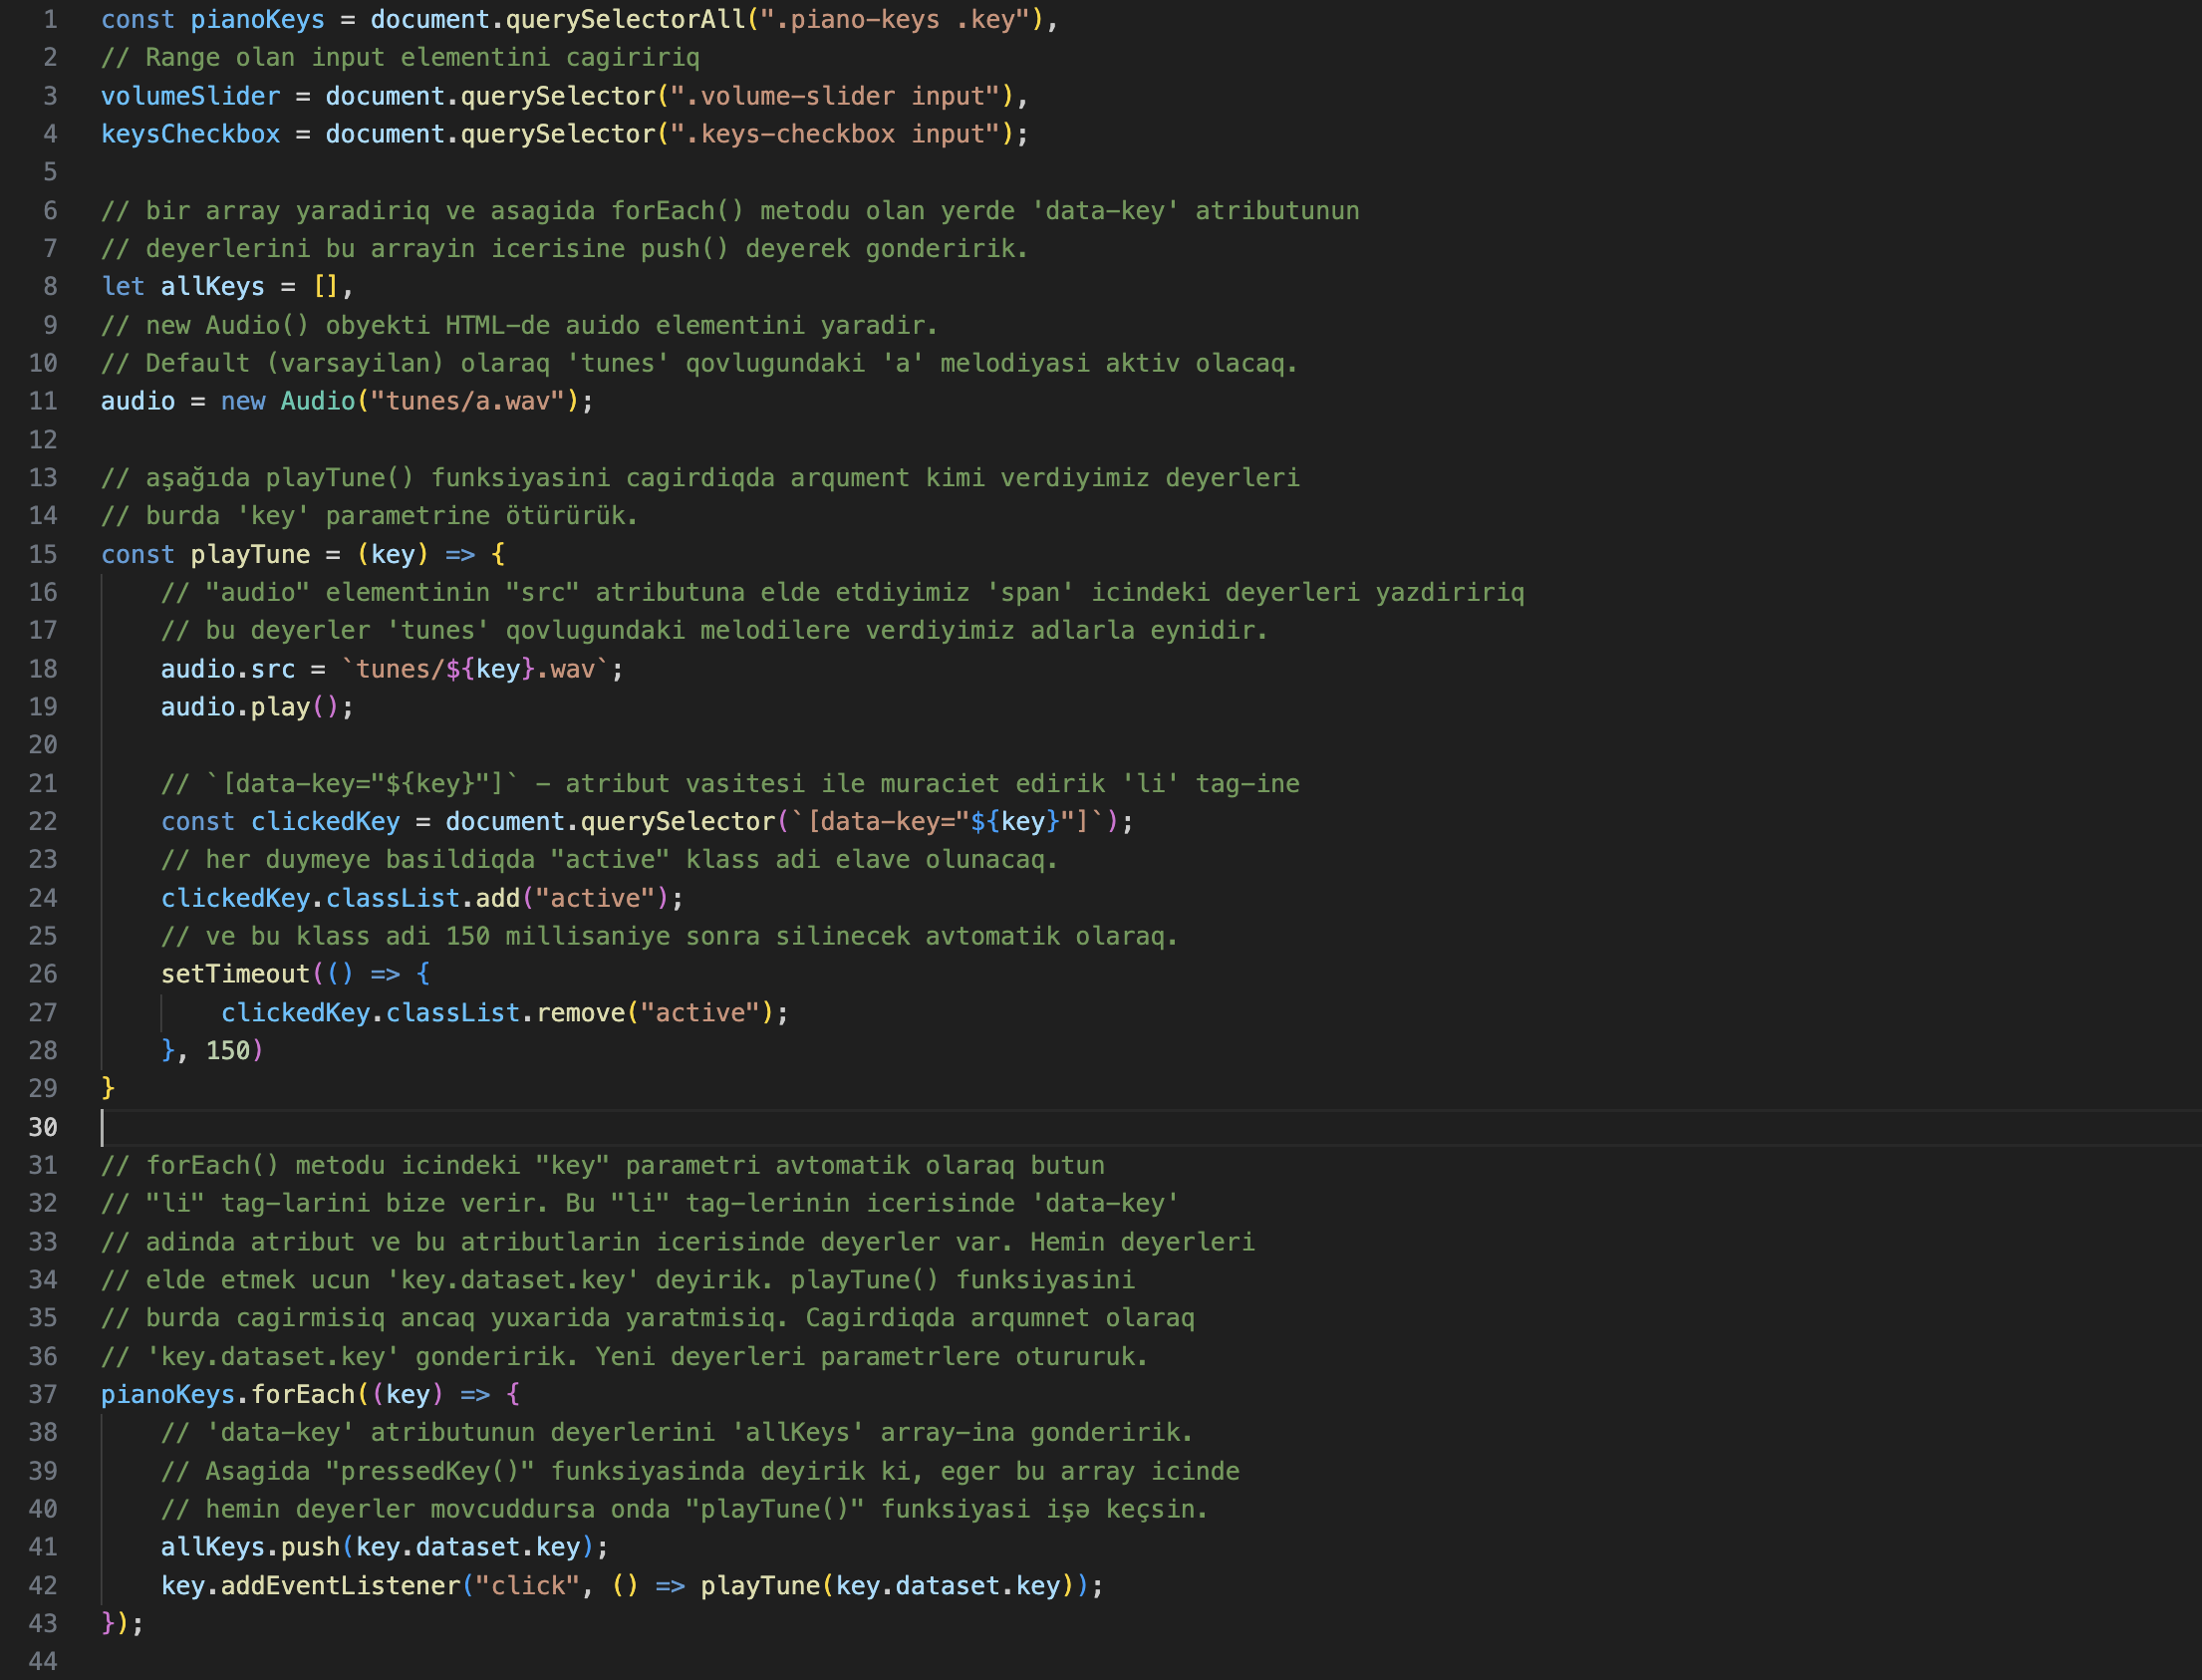 1 const pianoKeys = document.querySelectorAll(".piano-keys .key"),
2 // Range olan input elementini cagiririq
3 volumeSlider = document.querySelector(".volume-slider input"),
4 keysCheckbox = document.querySelector(".keys-checkbox input");
5
6 // bir array yaradiriq ve asagida forEach() metodu olan yerde 'data-key' atributunun
7 // deyerlerini bu arrayin icerisine push() deyerek gonderirik.
8 let allKeys = [],
9 // new Audio() obyekti HTML-de auido elementini yaradir.
10 // Default (varsayilan) olaraq 'tunes' qovlugundaki 'a' melodiyasi aktiv olacaq.
11 audio = new Audio("tunes/a.wav");
12
13 // aşağıda playTune() funksiyasini cagirdiqda arqument kimi verdiyimiz deyerleri
14 // burda 'key' parametrine ötürürük.
15 const playTune = (key) => {
16     // "audio" elementinin "src" atributuna elde etdiyimiz 'span' icindeki deyerleri yazdiririq
17     // bu deyerler 'tunes' qovlugundaki melodilere verdiyimiz adlarla eynidir.
18     audio.src = `tunes/${key}.wav`;
19     audio.play();
20
21     // `[data-key="${key}"]` - atribut vasitesi ile muraciet edirik 'li' tag-ine
22     const clickedKey = document.querySelector(`[data-key="${key}"]`);
23     // her duymeye basildiqda "active" klass adi elave olunacaq.
24     clickedKey.classList.add("active");
25     // ve bu klass adi 150 millisaniye sonra silinecek avtomatik olaraq.
26     setTimeout(() => {
27         clickedKey.classList.remove("active");
28     }, 150)
29 }
30
31 // forEach() metodu icindeki "key" parametri avtomatik olaraq butun
32 // "li" tag-larini bize verir. Bu "li" tag-lerinin icerisinde 'data-key'
33 // adinda atribut ve bu atributlarin icerisinde deyerler var. Hemin deyerleri
34 // elde etmek ucun 'key.dataset.key' deyirik. playTune() funksiyasini
35 // burda cagirmisiq ancaq yuxarida yaratmisiq. Cagirdiqda arqumnet olaraq
36 // 'key.dataset.key' gonderirik. Yeni deyerleri parametrlere otururuk.
37 pianoKeys.forEach((key) => {
38     // 'data-key' atributunun deyerlerini 'allKeys' array-ina gonderirik.
39     // Asagida "pressedKey()" funksiyasinda deyirik ki, eger bu array icinde
40     // hemin deyerler movcuddursa onda "playTune()" funksiyasi işə keçsin.
41     allKeys.push(key.dataset.key);
42     key.addEventListener("click", () => playTune(key.dataset.key));
43 });
44